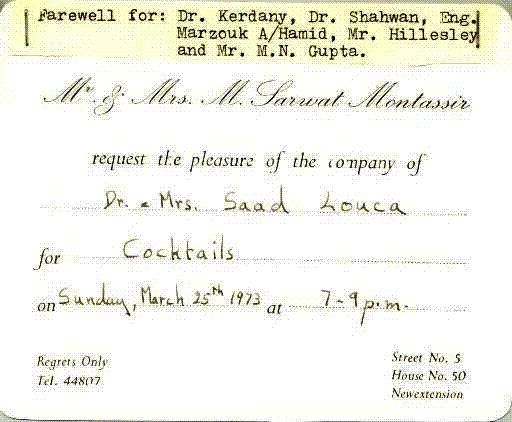 Farewell for: Dr. Kerdany, Dr. Shahwan, Eng.
Marzouk A/Hamid, Mr. Hillesley
and Mr. M.N. Gupta.
Mr. & Mrs. M. Sarwat Montassir
request the pleasure of the company of
Dr. & Mrs. Saad Louca
for Cocktails
on Sunday, March 25th 1973 at 7-9 p.m.
Regrets Only
Tel. 44807
Street No. 5
House No. 50
Newextension